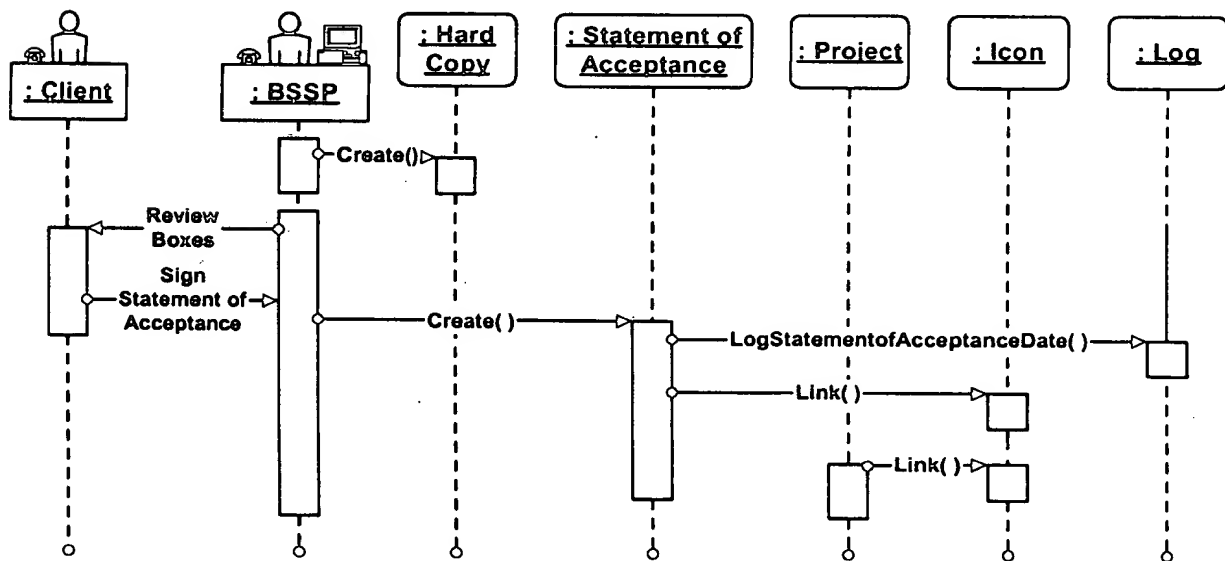 : Client
: BSSP
: Hard
Copy
: Statement of
Acceptance
: Project
: Icon
: Log
Create()
Review
Boxes
Sign
Statement of
Acceptance
Create( )
LogStatementofAcceptanceDate( )
Link( )
Link( )